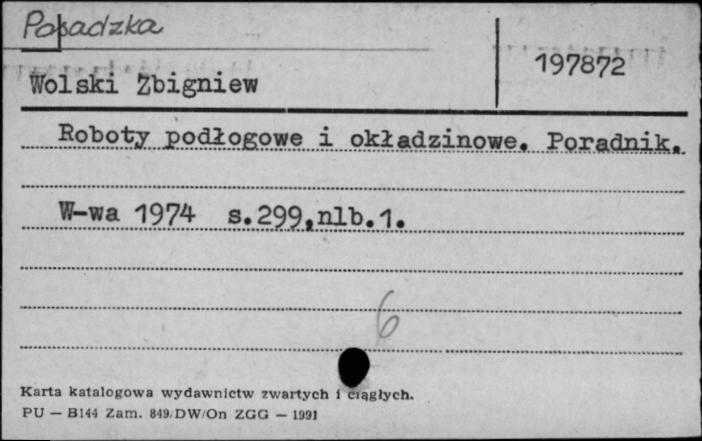 Posadzka
Wolski Zbigniew
197872
Roboty podłogowe i okładzinowe. Poradnik.
W-wa 1974 s.299,nlb.1.
6
Karta katalogowa wydawnictw zwartych i ciągłych.
PU — B144 Zam. 849/DW/On ZGG — 1991